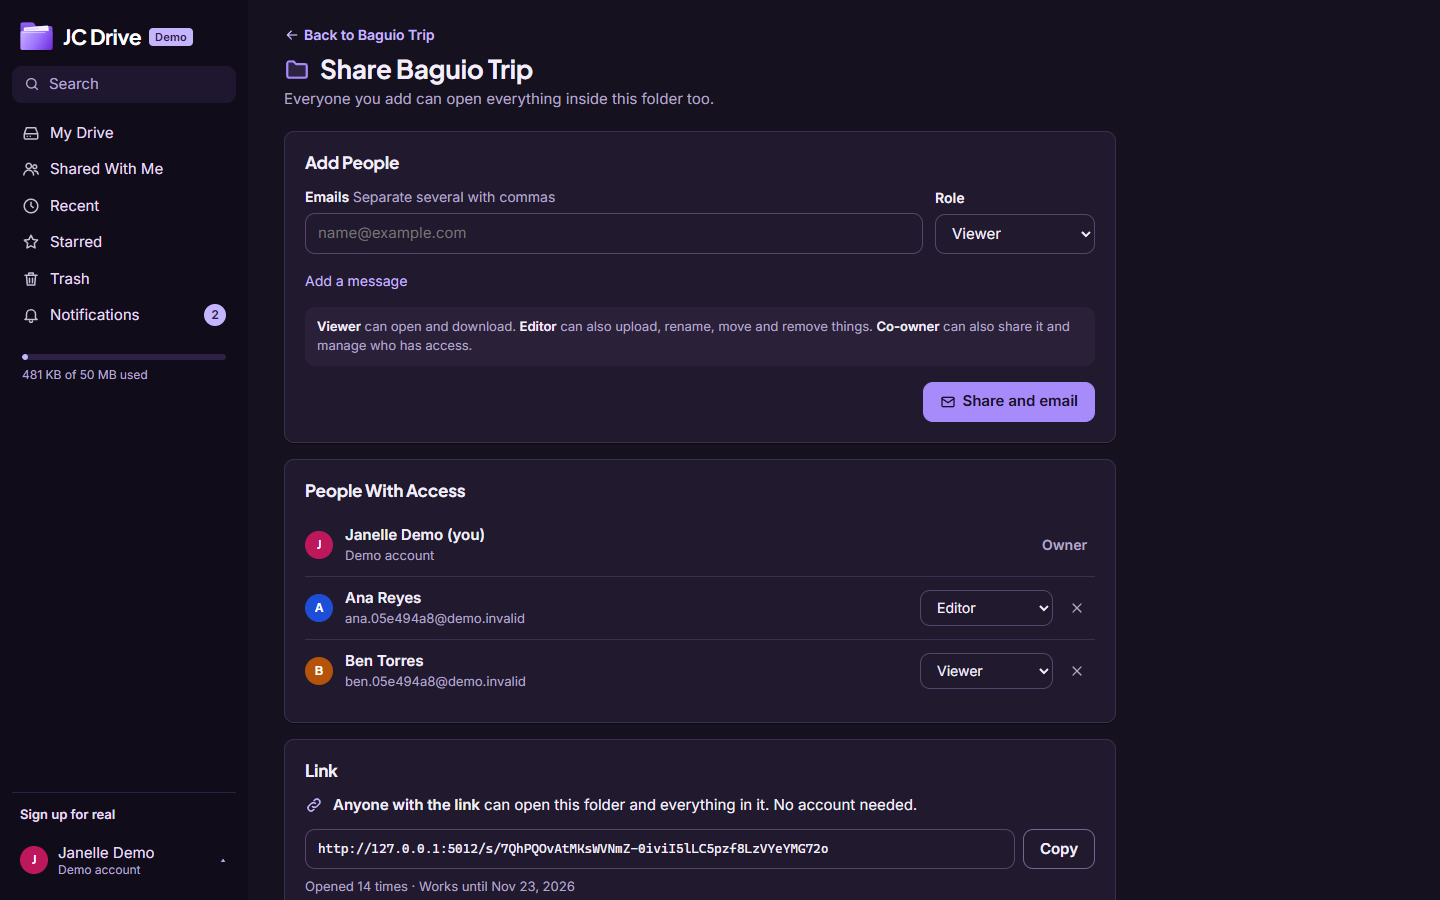 JC Drive Demo
Search
My Drive
Shared With Me
Recent
Starred
Trash
Notifications 2
481 KB of 50 MB used
Sign up for real
J
Janelle Demo
Demo account
← Back to Baguio Trip
Share Baguio Trip
Everyone you add can open everything inside this folder too.
Add People
Emails Separate several with commas
name@example.com
Role
Viewer
Add a message
Viewer can open and download. Editor can also upload, rename, move and remove things. Co-owner can also share it and
manage who has access.
Share and email
People With Access
J
Janelle Demo (you)
Demo account
Owner
A
Ana Reyes
ana.05e494a8@demo.invalid
Editor
B
Ben Torres
ben.05e494a8@demo.invalid
Viewer
Link
Anyone with the link can open this folder and everything in it. No account needed.
http://127.0.0.1:5012/s/7QhPQOvAtMKsWVNmZ-0iviI5lLC5pzf8LzVYeYMG72o
Copy
Opened 14 times · Works until Nov 23, 2026